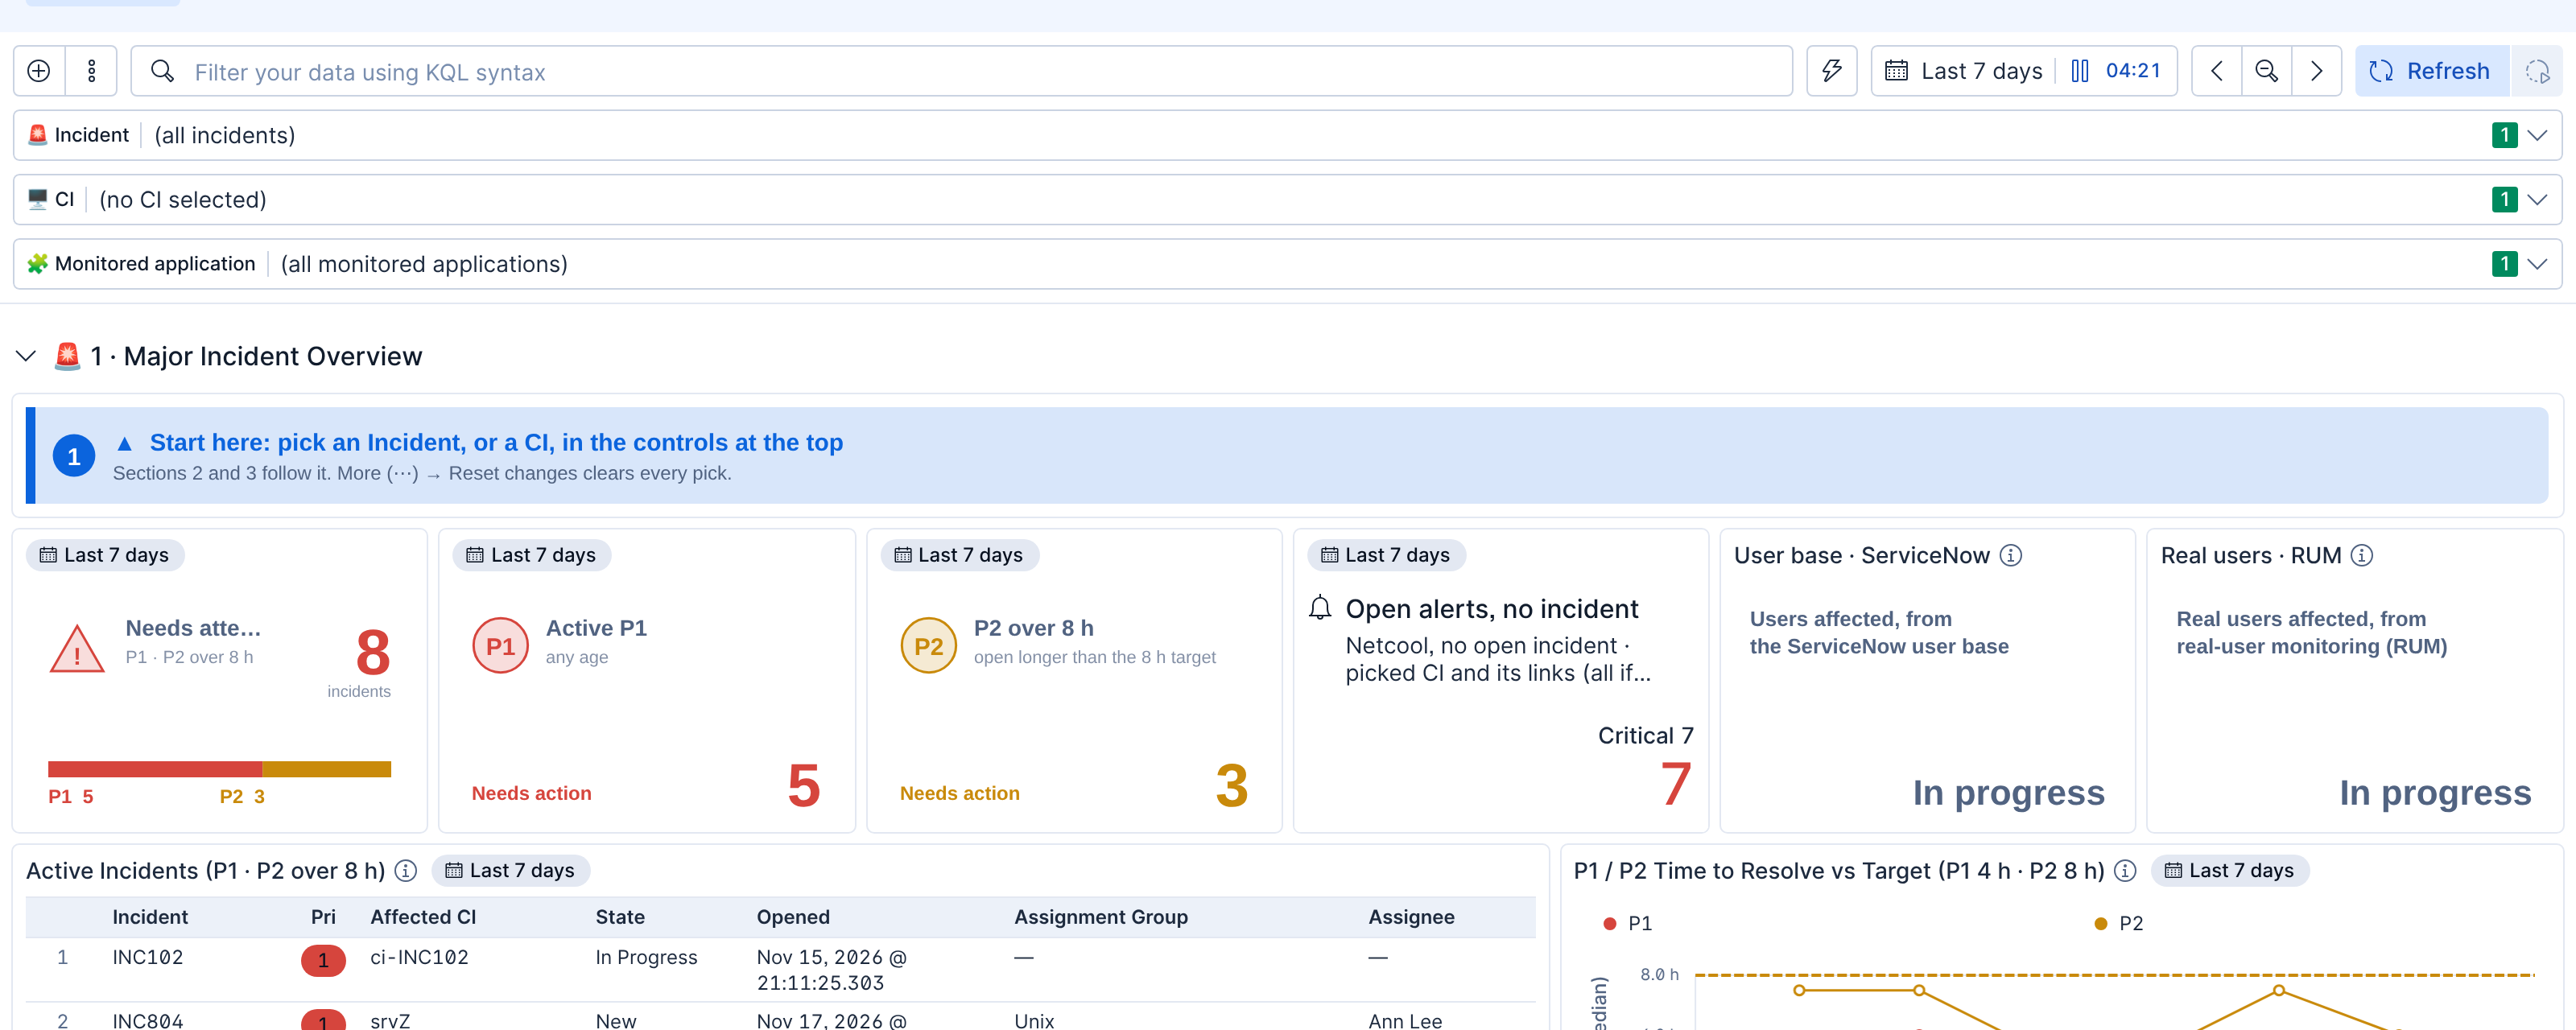 Filter your data using KQL syntax
Last 7 days
04:21
Refresh
Incident (all incidents) 1
CI (no CI selected) 1
Monitored application (all monitored applications) 1
1 · Major Incident Overview
1
▲ Start here: pick an Incident, or a CI, in the controls at the top
Sections 2 and 3 follow it. More (···) → Reset changes clears every pick.
Last 7 days
! Needs atte…
P1 · P2 over 8 h
8
incidents
P1 5 P2 3
Last 7 days
P1 Active P1
any age
Needs action 5
Last 7 days
P2 P2 over 8 h
open longer than the 8 h target
Needs action 3
Last 7 days
Open alerts, no incident
Netcool, no open incident ·
picked CI and its links (all if...
Critical 7
7
User base · ServiceNow
Users affected, from
the ServiceNow user base
In progress
Real users · RUM
Real users affected, from
real-user monitoring (RUM)
In progress
Active Incidents (P1 · P2 over 8 h) Last 7 days
Incident Pri Affected CI State Opened Assignment Group Assignee
1 INC102 1 ci-INC102 In Progress Nov 15, 2026 @ — —
21:11:25.303
2 INC804 1 srvZ New Nov 17, 2026 @ Unix Ann Lee
P1 / P2 Time to Resolve vs Target (P1 4 h · P2 8 h) Last 7 days
P1 P2
8.0 h